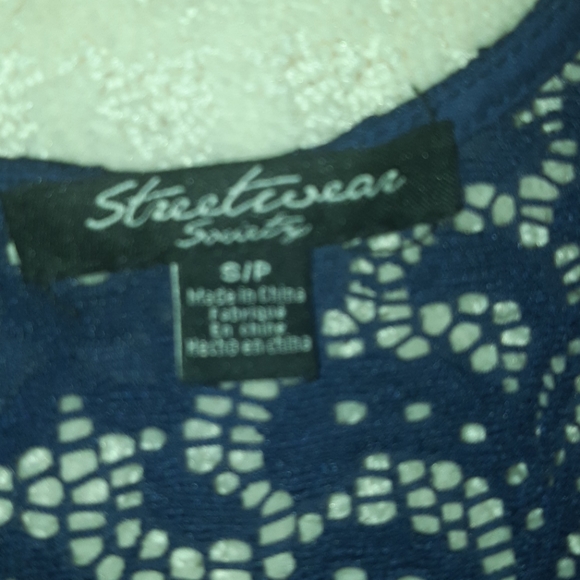 Streetwear
Society
S/P
Made in China
Fabriqué
En chine
Hecho en china